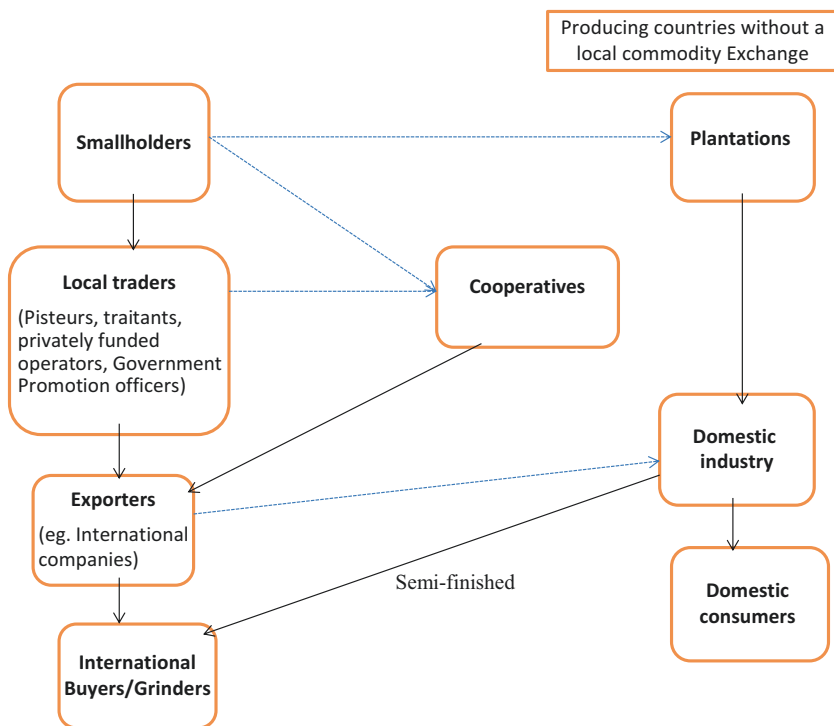 Producing countries without a
local commodity Exchange
Smallholders
Plantations
Local traders
(Pisteurs, traitants,
privately funded
operators, Government
Promotion officers)
Cooperatives
Domestic
industry
Exporters
(eg. International
companies)
Semi-finished
Domestic
consumers
International
Buyers/Grinders